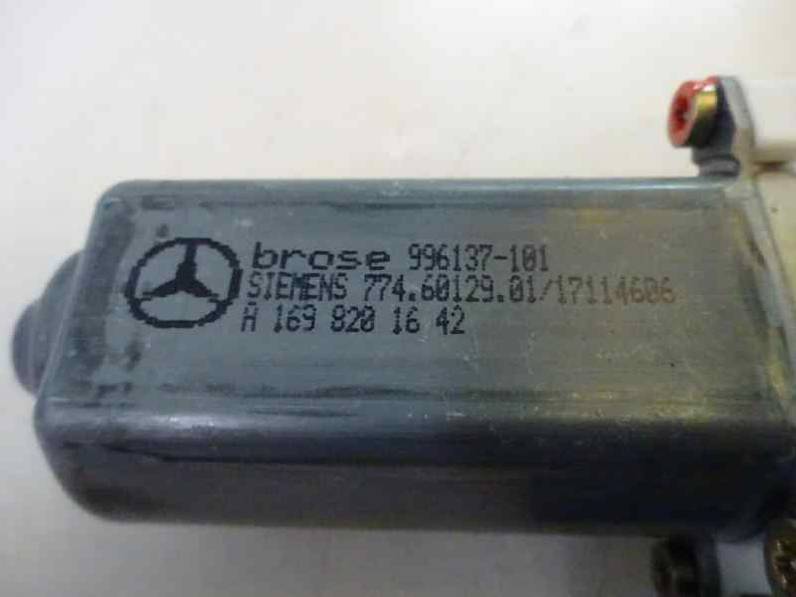 brose 996137-101
SIEMENS 774.60129.01/17114606
A 169 820 16 42